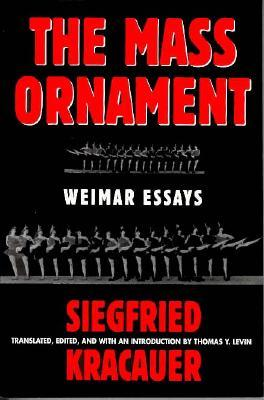 THE MASS
ORNAMENT
WEIMAR ESSAYS
SIEGFRIED
TRANSLATED, EDITED, AND WITH AN INTRODUCTION BY THOMAS Y. LEVIN
KRACAUER